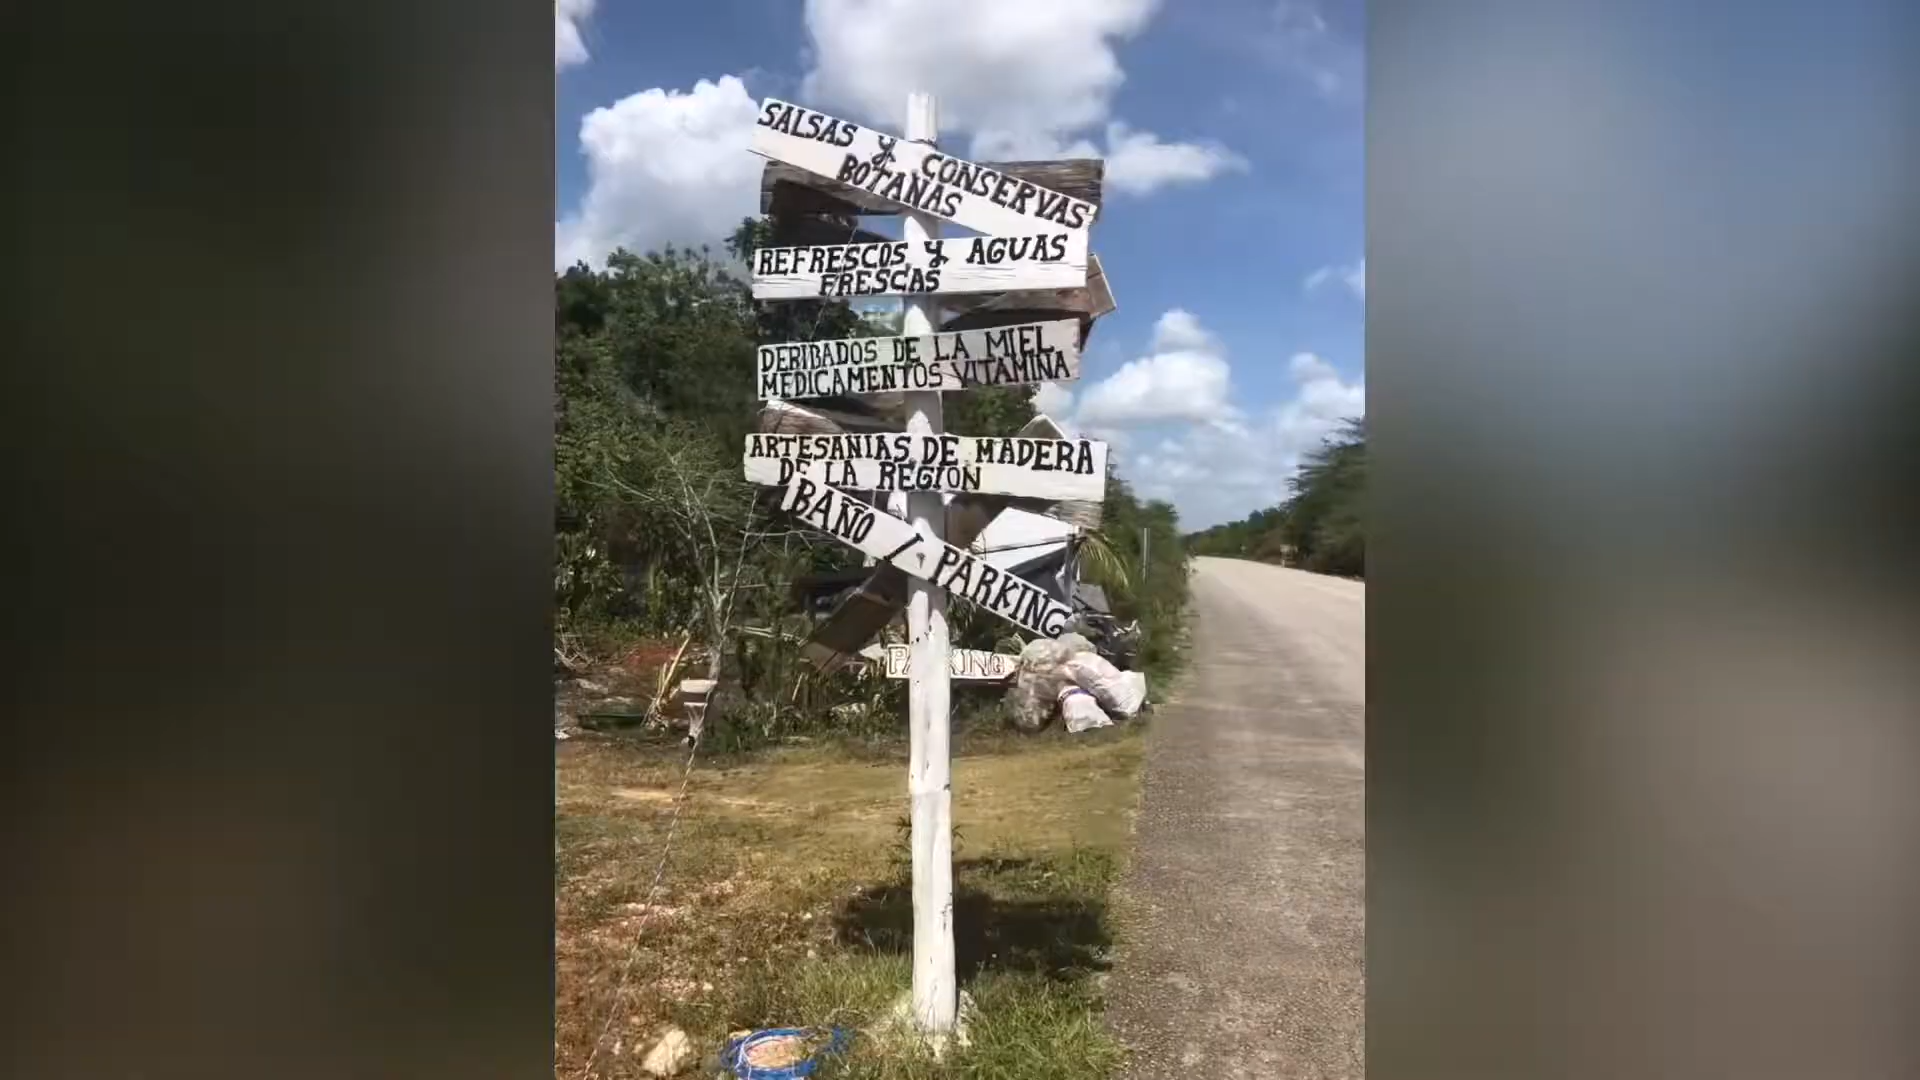 SALSAS Y CONSERVAS
BOTANAS
REFRESCOS Y AGUAS
FRESCAS
DERIBADOS DE LA MIEL
MEDICAMENTOS VITAMINA
ARTESANIAS DE MADERA
DE LA REGION
BAÑO / PARKING
PARKING